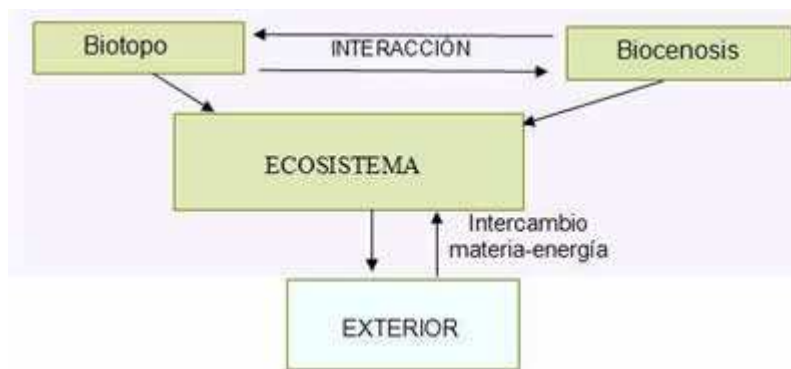 Biotopo
INTERACCIÓN
Biocenosis
ECOSISTEMA
Intercambio
materia-energía
EXTERIOR